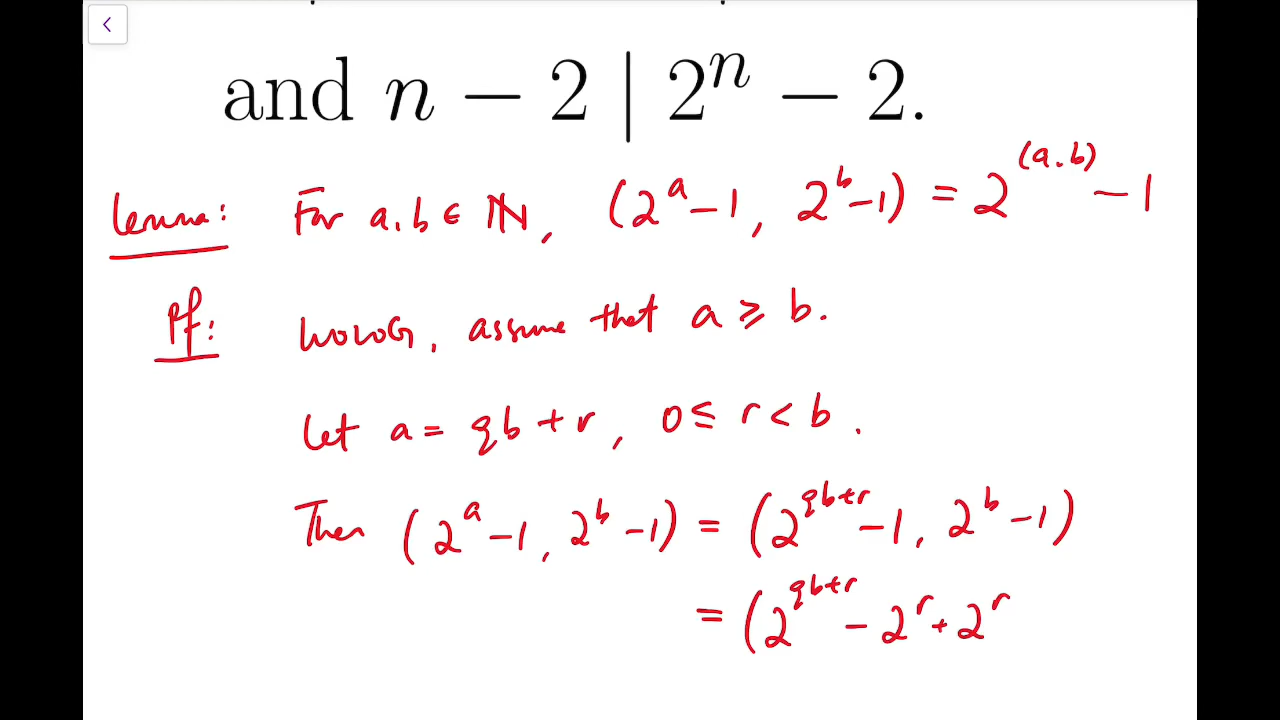 and n − 2 | 2^n − 2.
Lemma: For a, b ∈ ℕ, (2^a − 1, 2^b − 1) = 2^(a,b) − 1
Pf: WOLOG, assume that a ≥ b.
Let a = qb + r, 0 ≤ r < b.
Then (2^a − 1, 2^b − 1) = (2^{qb+r} − 1, 2^b − 1)
= (2^{qb+r} − 2^r + 2^r